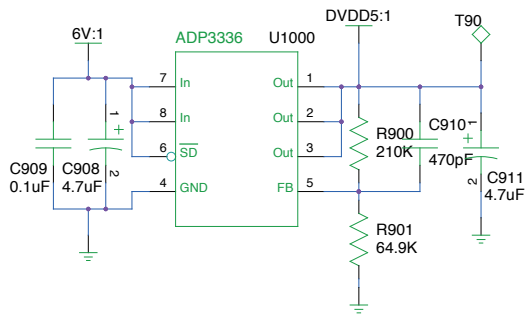 DVDD5:1
T90
6V:1
ADP3336
U1000
7
In
Out
1
8
In
Out
2
6
SD
Out
3
4
GND
FB
5
1
+
2
C909
0.1uF
C908
4.7uF
R900
210K
C910
470pF
1
+
2
C911
4.7uF
R901
64.9K